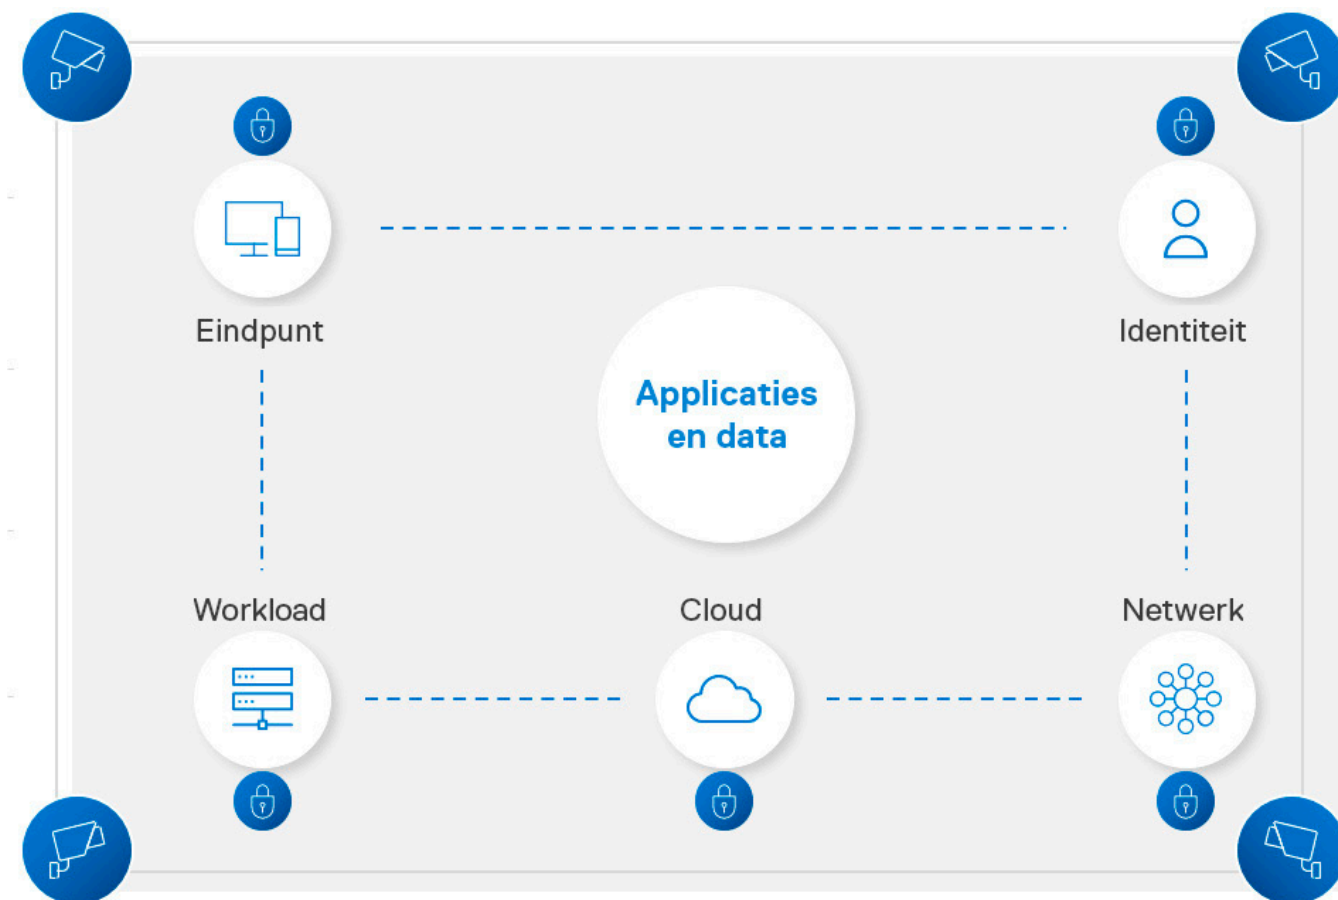 Eindpunt
Identiteit
Applicaties
en data
Workload
Cloud
Netwerk